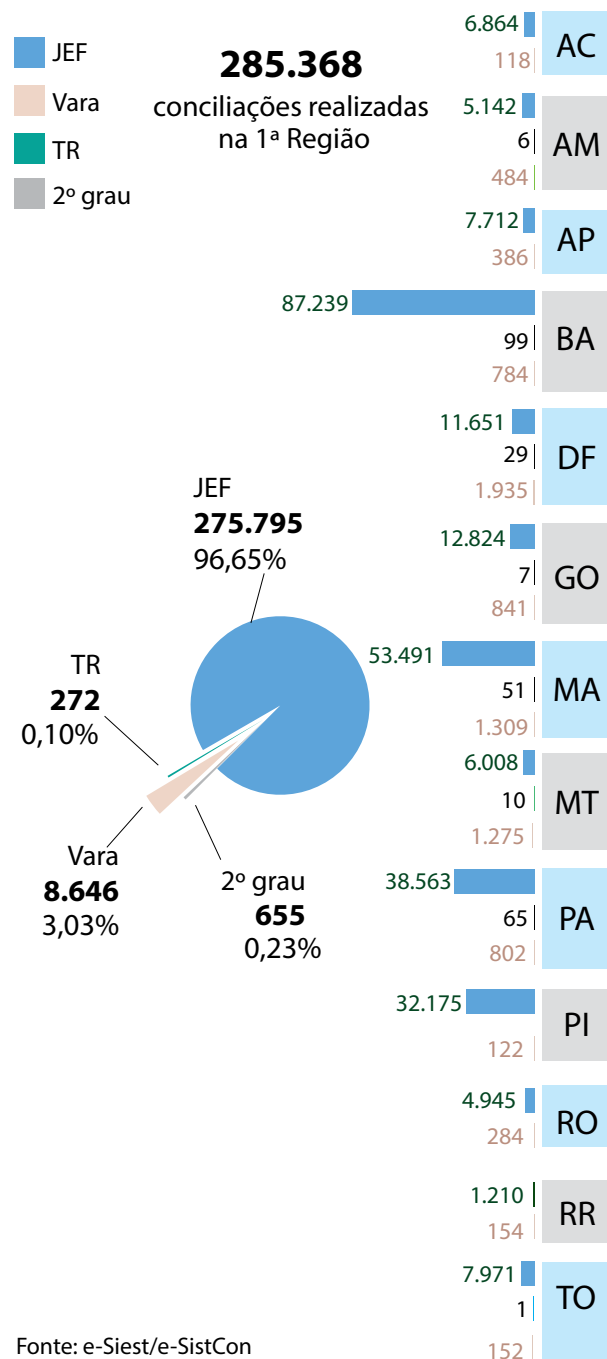 JEF
Vara
TR
2º grau
285.368
conciliações realizadas
na 1ª Região
6.864
118
AC
5.142
6
484
AM
7.712
386
AP
87.239
99
784
BA
11.651
29
1.935
DF
12.824
7
841
GO
53.491
51
1.309
MA
6.008
10
1.275
MT
38.563
65
802
PA
32.175
122
PI
4.945
284
RO
1.210
154
RR
7.971
1
152
TO
JEF
275.795
96,65%
TR
272
0,10%
Vara
8.646
3,03%
2º grau
655
0,23%
Fonte: e-Siest/e-SistCon